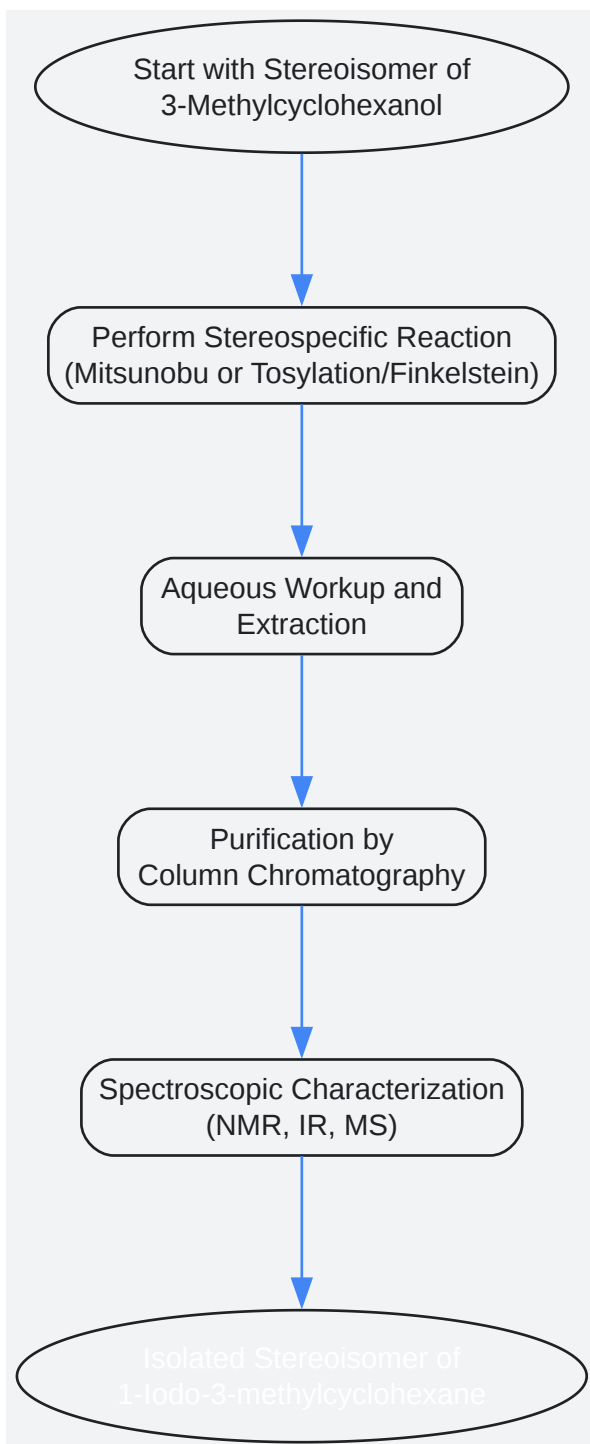 Start with Stereoisomer of
3-Methylcyclohexanol
Perform Stereospecific Reaction
(Mitsunobu or Tosylation/Finkelstein)
Aqueous Workup and
Extraction
Purification by
Column Chromatography
Spectroscopic Characterization
(NMR, IR, MS)
Isolated Stereoisomer of
1-Iodo-3-methylcyclohexane